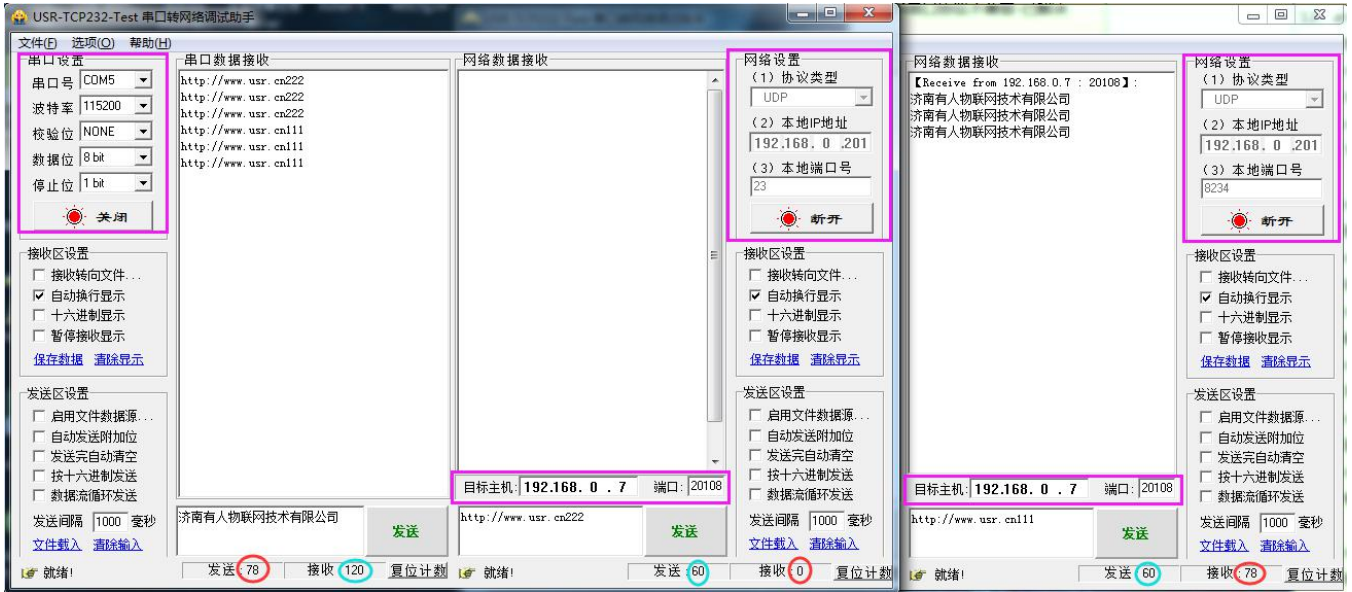 USR-TCP232-Test 串口转网络调试助手
文件(F) 选项(O) 帮助(H)
串口设置
串口号 COM5
波特率 115200
校验位 NONE
数据位 8 bit
停止位 1 bit
关闭
接收区设置
接收转向文件...
自动换行显示
十六进制显示
暂停接收显示
保存数据 清除显示
发送区设置
启用文件数据源...
自动发送附加位
发送完自动清空
按十六进制发送
数据流循环发送
发送间隔 1000 毫秒
文件载入 清除输入
就绪!
串口数据接收
http://www.usr.cn222
http://www.usr.cn222
http://www.usr.cn222
http://www.usr.cn111
http://www.usr.cn111
http://www.usr.cn111
济南有人物联网技术有限公司
发送
发送:78 接收:120 复位计数
网络数据接收
目标主机: 192.168. 0 . 7 端口: 20108
http://www.usr.cn222
发送
就绪!
发送:60 接收:0 复位计数
网络设置
(1) 协议类型
UDP
(2) 本地IP地址
192.168. 0 .201
(3) 本地端口号
23
断开
接收区设置
接收转向文件...
自动换行显示
十六进制显示
暂停接收显示
保存数据 清除显示
发送区设置
启用文件数据源...
自动发送附加位
发送完自动清空
按十六进制发送
数据流循环发送
发送间隔 1000 毫秒
文件载入 清除输入
网络数据接收
【Receive from 192.168.0.7 : 20108】:
济南有人物联网技术有限公司
济南有人物联网技术有限公司
济南有人物联网技术有限公司
目标主机: 192.168. 0 . 7 端口: 20108
http://www.usr.cn111
发送
就绪!
发送:60 接收:78 复位计数
网络设置
(1) 协议类型
UDP
(2) 本地IP地址
192.168. 0 .201
(3) 本地端口号
8234
断开
接收区设置
接收转向文件...
自动换行显示
十六进制显示
暂停接收显示
保存数据 清除显示
发送区设置
启用文件数据源...
自动发送附加位
发送完自动清空
按十六进制发送
数据流循环发送
发送间隔 1000 毫秒
文件载入 清除输入